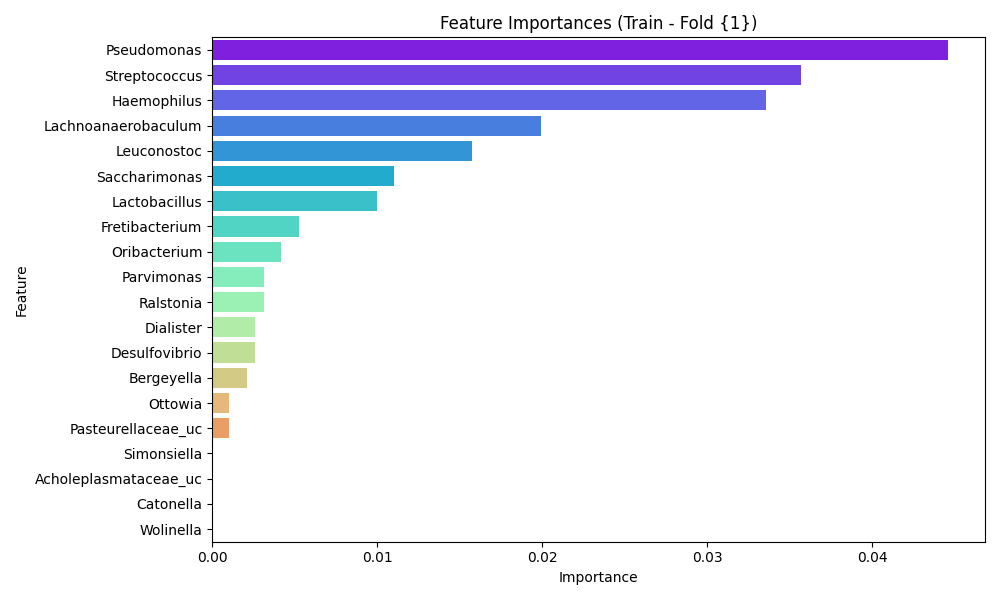 Feature Importances (Train - Fold {1})
Feature
Pseudomonas
Streptococcus
Haemophilus
Lachnoanaerobaculum
Leuconostoc
Saccharimonas
Lactobacillus
Fretibacterium
Oribacterium
Parvimonas
Ralstonia
Dialister
Desulfovibrio
Bergeyella
Ottowia
Pasteurellaceae_uc
Simonsiella
Acholeplasmataceae_uc
Catonella
Wolinella
0.00 0.01 0.02 0.03 0.04
Importance